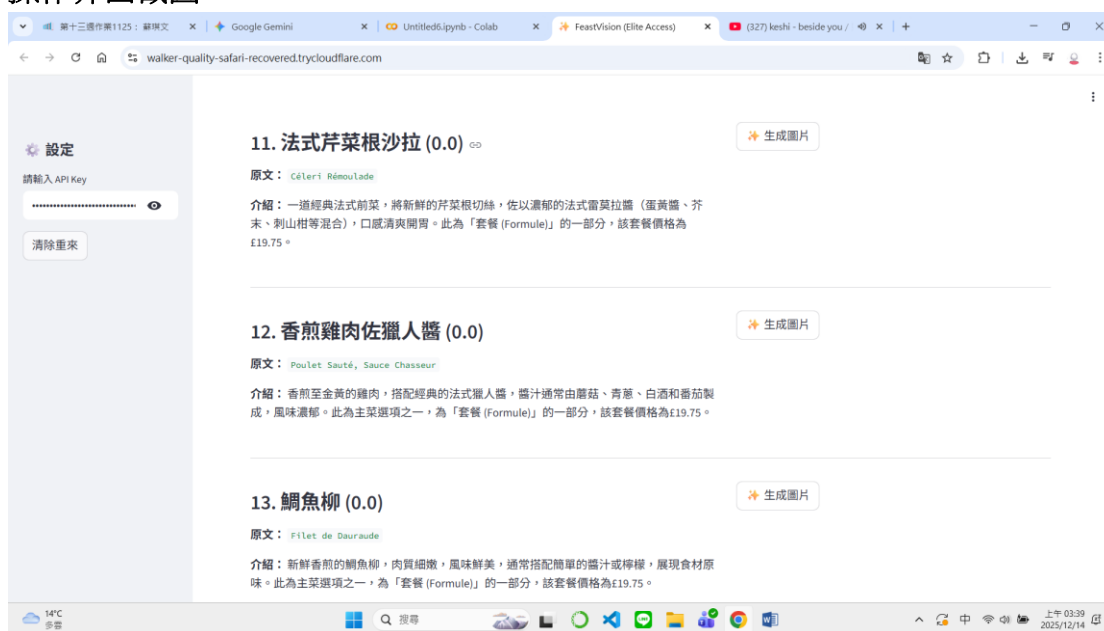 第十三週作業1125： 蘇琪文
Google Gemini
Untitled6.ipynb - Colab
FeastVision (Elite Access)
(327) keshi - beside you /
walker-quality-safari-recovered.trycloudflare.com
設定
請輸入 API Key
清除重來
11. 法式芹菜根沙拉 (0.0)
生成圖片
原文： Céleri Rémoulade
介紹： 一道經典法式前菜，將新鮮的芹菜根切絲，佐以濃郁的法式雷莫拉醬（蛋黃醬、芥
末、刺山柑等混合），口感清爽開胃。此為「套餐 (Formule)」的一部分，該套餐價格為
£19.75。
12. 香煎雞肉佐獵人醬 (0.0)
生成圖片
原文： Poulet Sauté, Sauce Chasseur
介紹： 香煎至金黃的雞肉，搭配經典的法式獵人醬，醬汁通常由蘑菇、青蔥、白酒和番茄製
成，風味濃郁。此為主菜選項之一，為「套餐 (Formule)」的一部分，該套餐價格為£19.75。
13. 鯛魚柳 (0.0)
生成圖片
原文： Filet de Dauraude
介紹： 新鮮香煎的鯛魚柳，肉質細嫩，風味鮮美，通常搭配簡單的醬汁或檸檬，展現食材原
味。此為主菜選項之一，為「套餐 (Formule)」的一部分，該套餐價格為£19.75。
14°C
多雲
搜尋
中
上午 03:39
2025/12/14